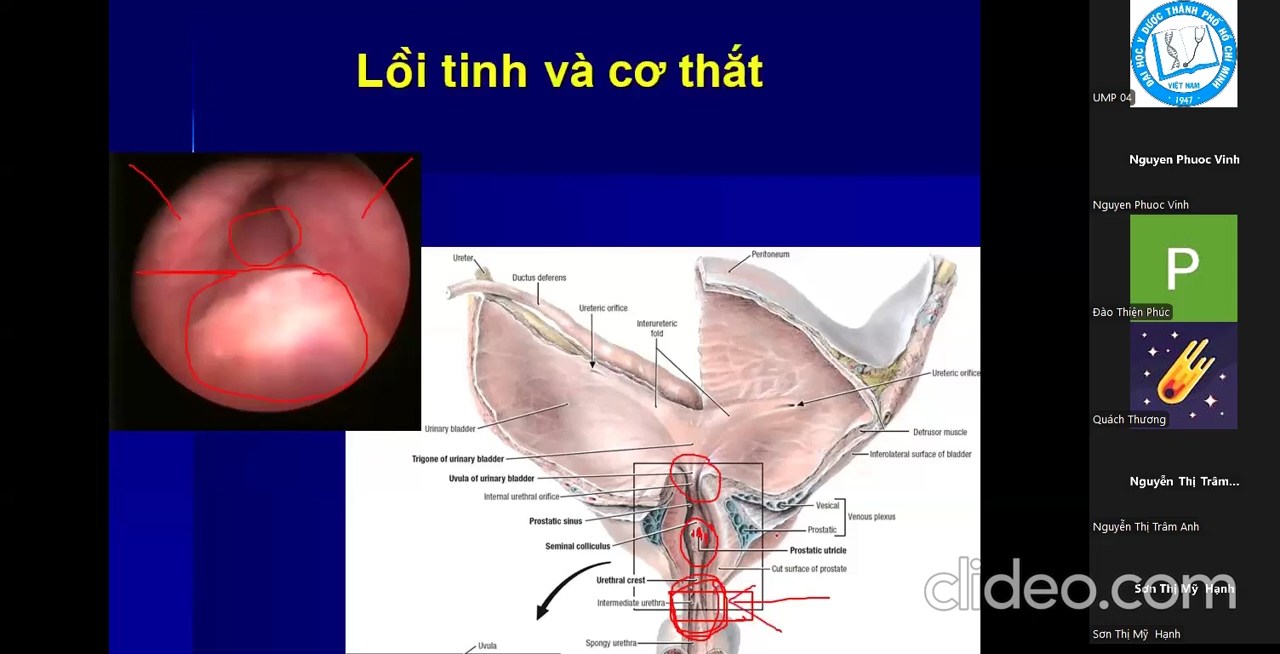 Lồi tinh và cơ thắt
Ureter
Ductus deferens
Ureteric orifice
Interureteric
fold
Peritoneum
Ureteric orifice
Urinary bladder
Detrusor muscle
Trigone of urinary bladder
Inferolateral surface of bladder
Uvula of urinary bladder
Internal urethral orifice
Vesical
Venous plexus
Prostatic sinus
Prostatic
Seminal colliculus
Prostatic utricle
Cut surface of prostate
Urethral crest
Intermediate urethra
Spongy urethra
Uvula
ĐẠI HỌC Y DƯỢC THÀNH PHỐ HỒ CHÍ MINH
VIỆT NAM
· 1947 ·
UMP 04
Nguyen Phuoc Vinh
Nguyen Phuoc Vinh
P
Đào Thiện Phúc
Quách Thương
Nguyễn Thị Trâm...
Nguyễn Thị Trâm Anh
Sơn Thị Mỹ Hạnh
Sơn Thị Mỹ Hạnh
clideo.com